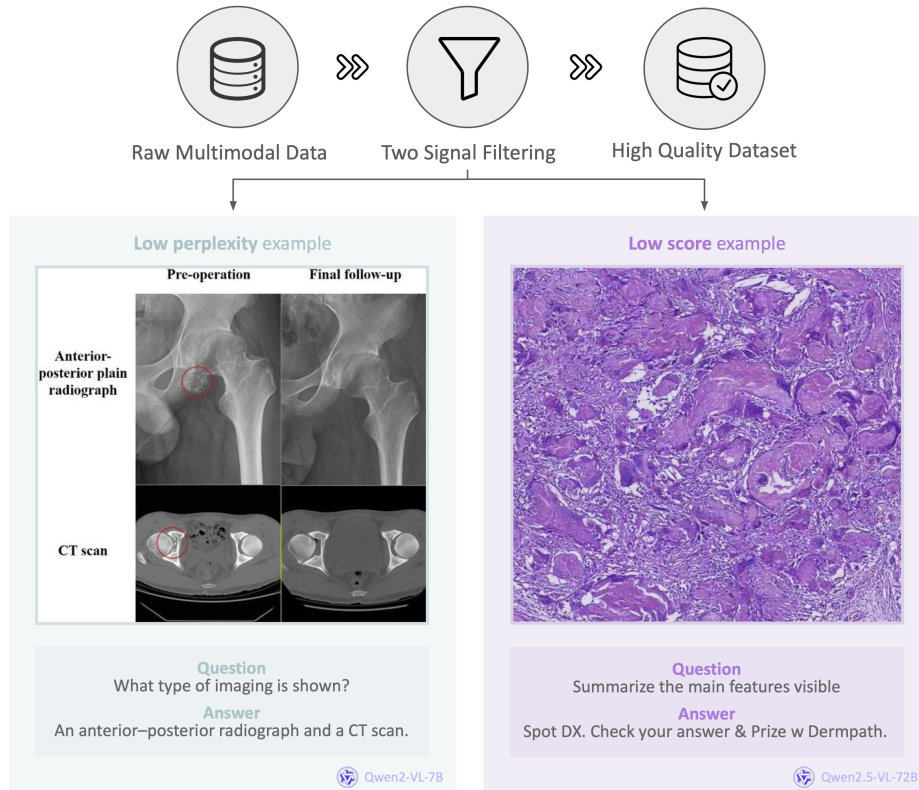 Raw Multimodal Data
Two Signal Filtering
High Quality Dataset
Low perplexity example
Pre-operation
Final follow-up
Anterior-
posterior plain
radiograph
CT scan
Question
What type of imaging is shown?
Answer
An anterior–posterior radiograph and a CT scan.
Qwen2-VL-7B
Low score example
Question
Summarize the main features visible
Answer
Spot DX. Check your answer & Prize w Dermpath.
Qwen2.5-VL-72B